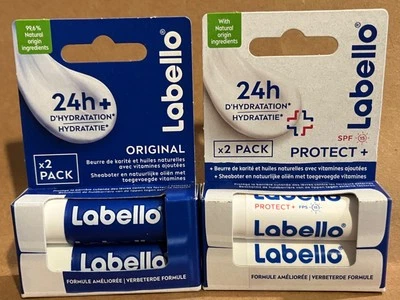 99,6%
Natural
origin
ingredients
24h+
D'HYDRATATION*
HYDRATATIE*
Labello
x2
PACK
ORIGINAL
Beurre de karité et huiles naturelles
avec vitamines ajoutées
Sheaboter en natuurlijke oliën met
toegevoegde vitamines
Labello
Labello
FORMULE AMÉLIORÉE / VERBETERDE FORMULE
With
Natural
origin
ingredients
24h
D'HYDRATATION*
HYDRATATIE*
Labello
SPF 15
x2 PACK
PROTECT +
Beurre de karité et huiles naturelles
avec vitamines ajoutées
Sheaboter en natuurlijke oliën met
toegevoegde vitamines
Labello
PROTECT +
Labello
FORMULE AMÉLIORÉE / VERBETERDE FORMULE